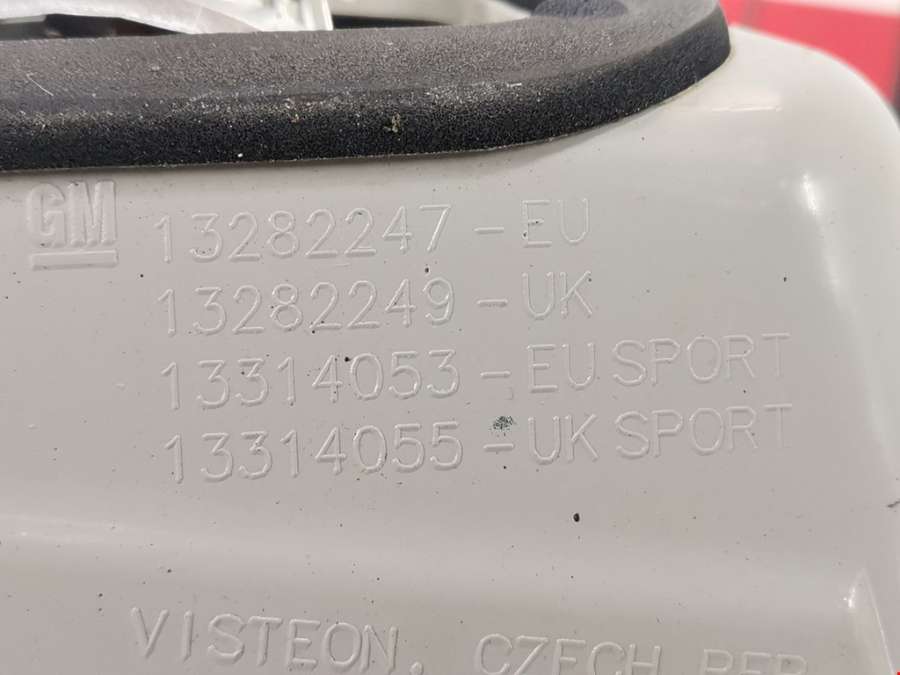 GM 13282247 - EU
13282249 - UK
13314053 - EU SPORT
13314055 - UK SPORT
VISTEON, CZECH REP